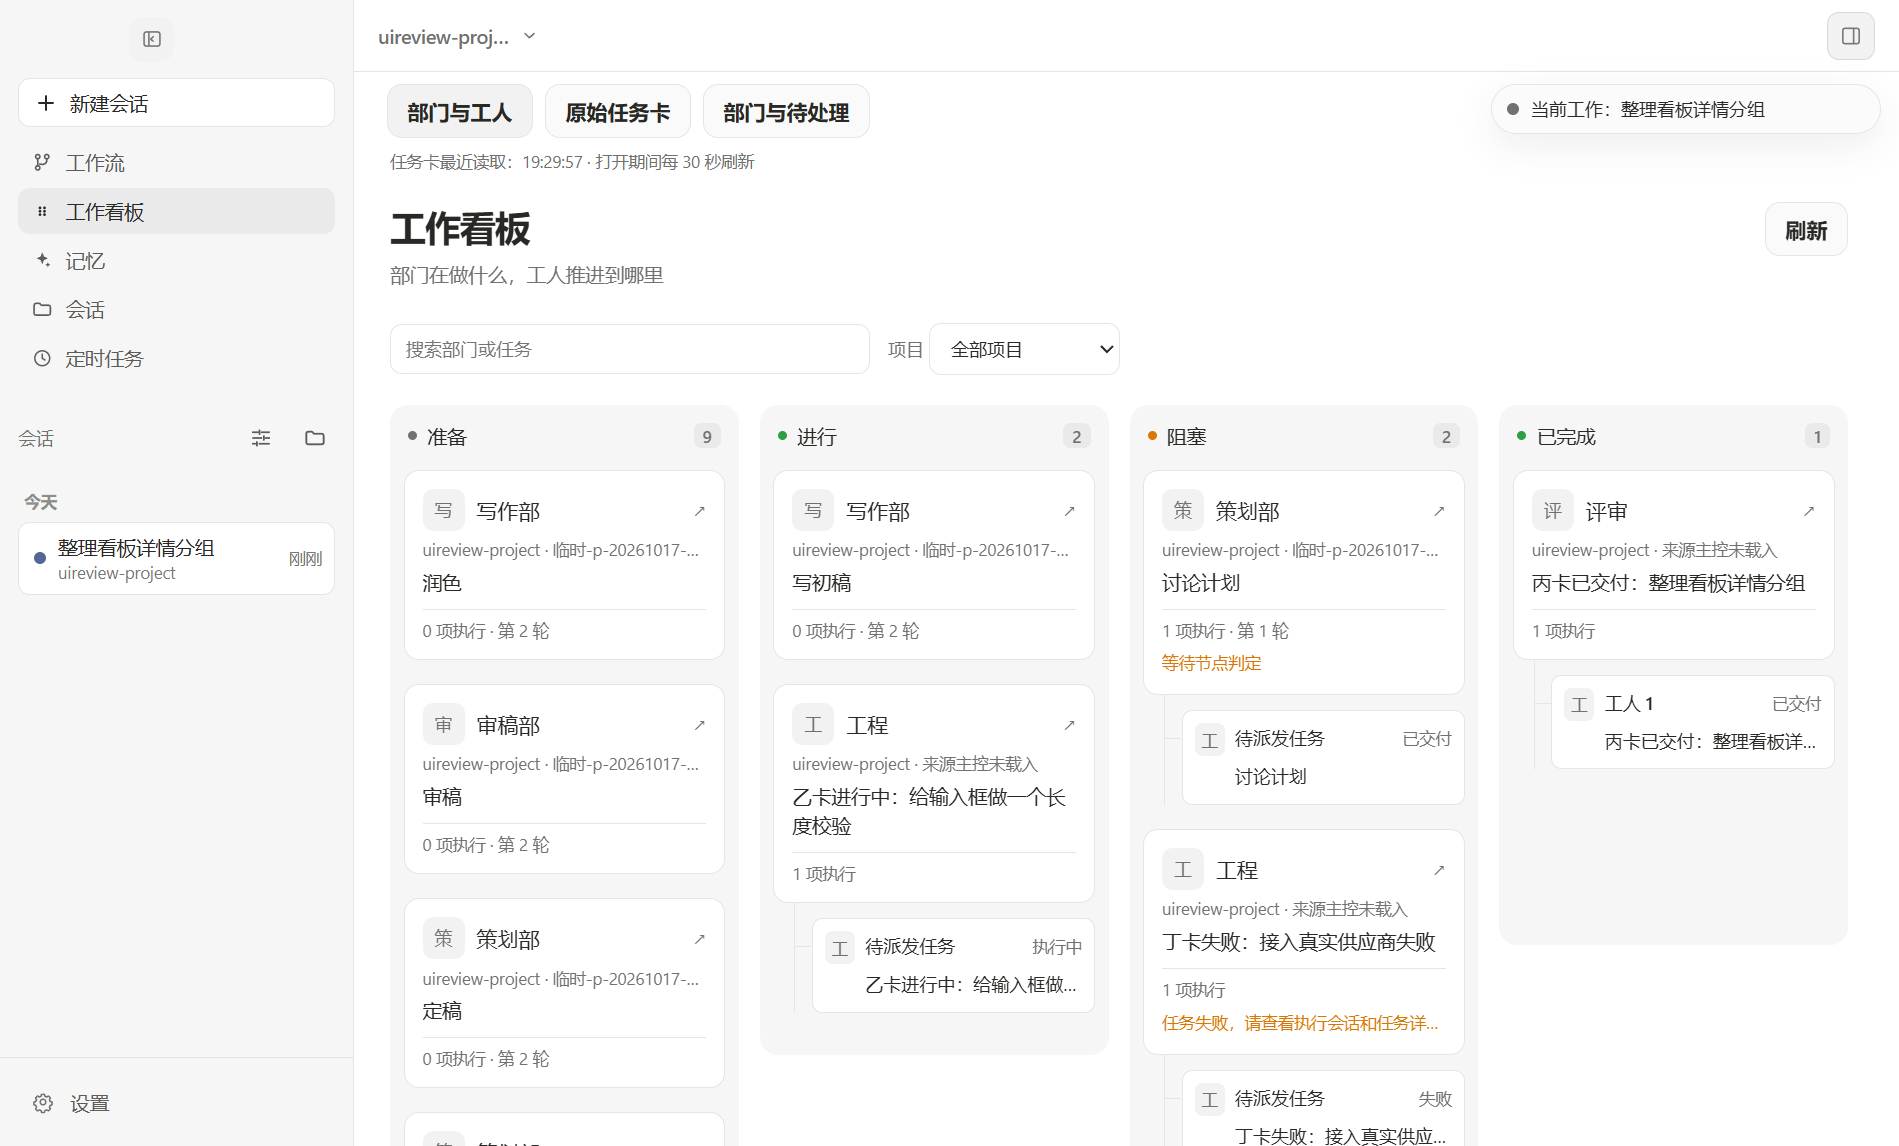 新建会话
工作流
工作看板
记忆
会话
定时任务
会话
今天
整理看板详情分组
uireview-project
刚刚
设置
uireview-proj...
部门与工人
原始任务卡
部门与待处理
当前工作：整理看板详情分组
任务卡最近读取：19:29:57 · 打开期间每 30 秒刷新
工作看板
刷新
部门在做什么，工人推进到哪里
搜索部门或任务
项目
全部项目
准备
9
写
写作部
uireview-project · 临时-p-20261017-...
润色
0 项执行 · 第 2 轮
审
审稿部
uireview-project · 临时-p-20261017-...
审稿
0 项执行 · 第 2 轮
策
策划部
uireview-project · 临时-p-20261017-...
定稿
0 项执行 · 第 2 轮
进行
2
写
写作部
uireview-project · 临时-p-20261017-...
写初稿
0 项执行 · 第 2 轮
工
工程
uireview-project · 来源主控未载入
乙卡进行中：给输入框做一个长
度校验
1 项执行
工
待派发任务
执行中
乙卡进行中：给输入框做...
阻塞
2
策
策划部
uireview-project · 临时-p-20261017-...
讨论计划
1 项执行 · 第 1 轮
等待节点判定
工
待派发任务
已交付
讨论计划
工
工程
uireview-project · 来源主控未载入
丁卡失败：接入真实供应商失败
1 项执行
任务失败，请查看执行会话和任务详...
工
待派发任务
失败
丁卡失败：接入真实供应...
已完成
1
评
评审
uireview-project · 来源主控未载入
丙卡已交付：整理看板详情分组
1 项执行
工
工人 1
已交付
丙卡已交付：整理看板详...